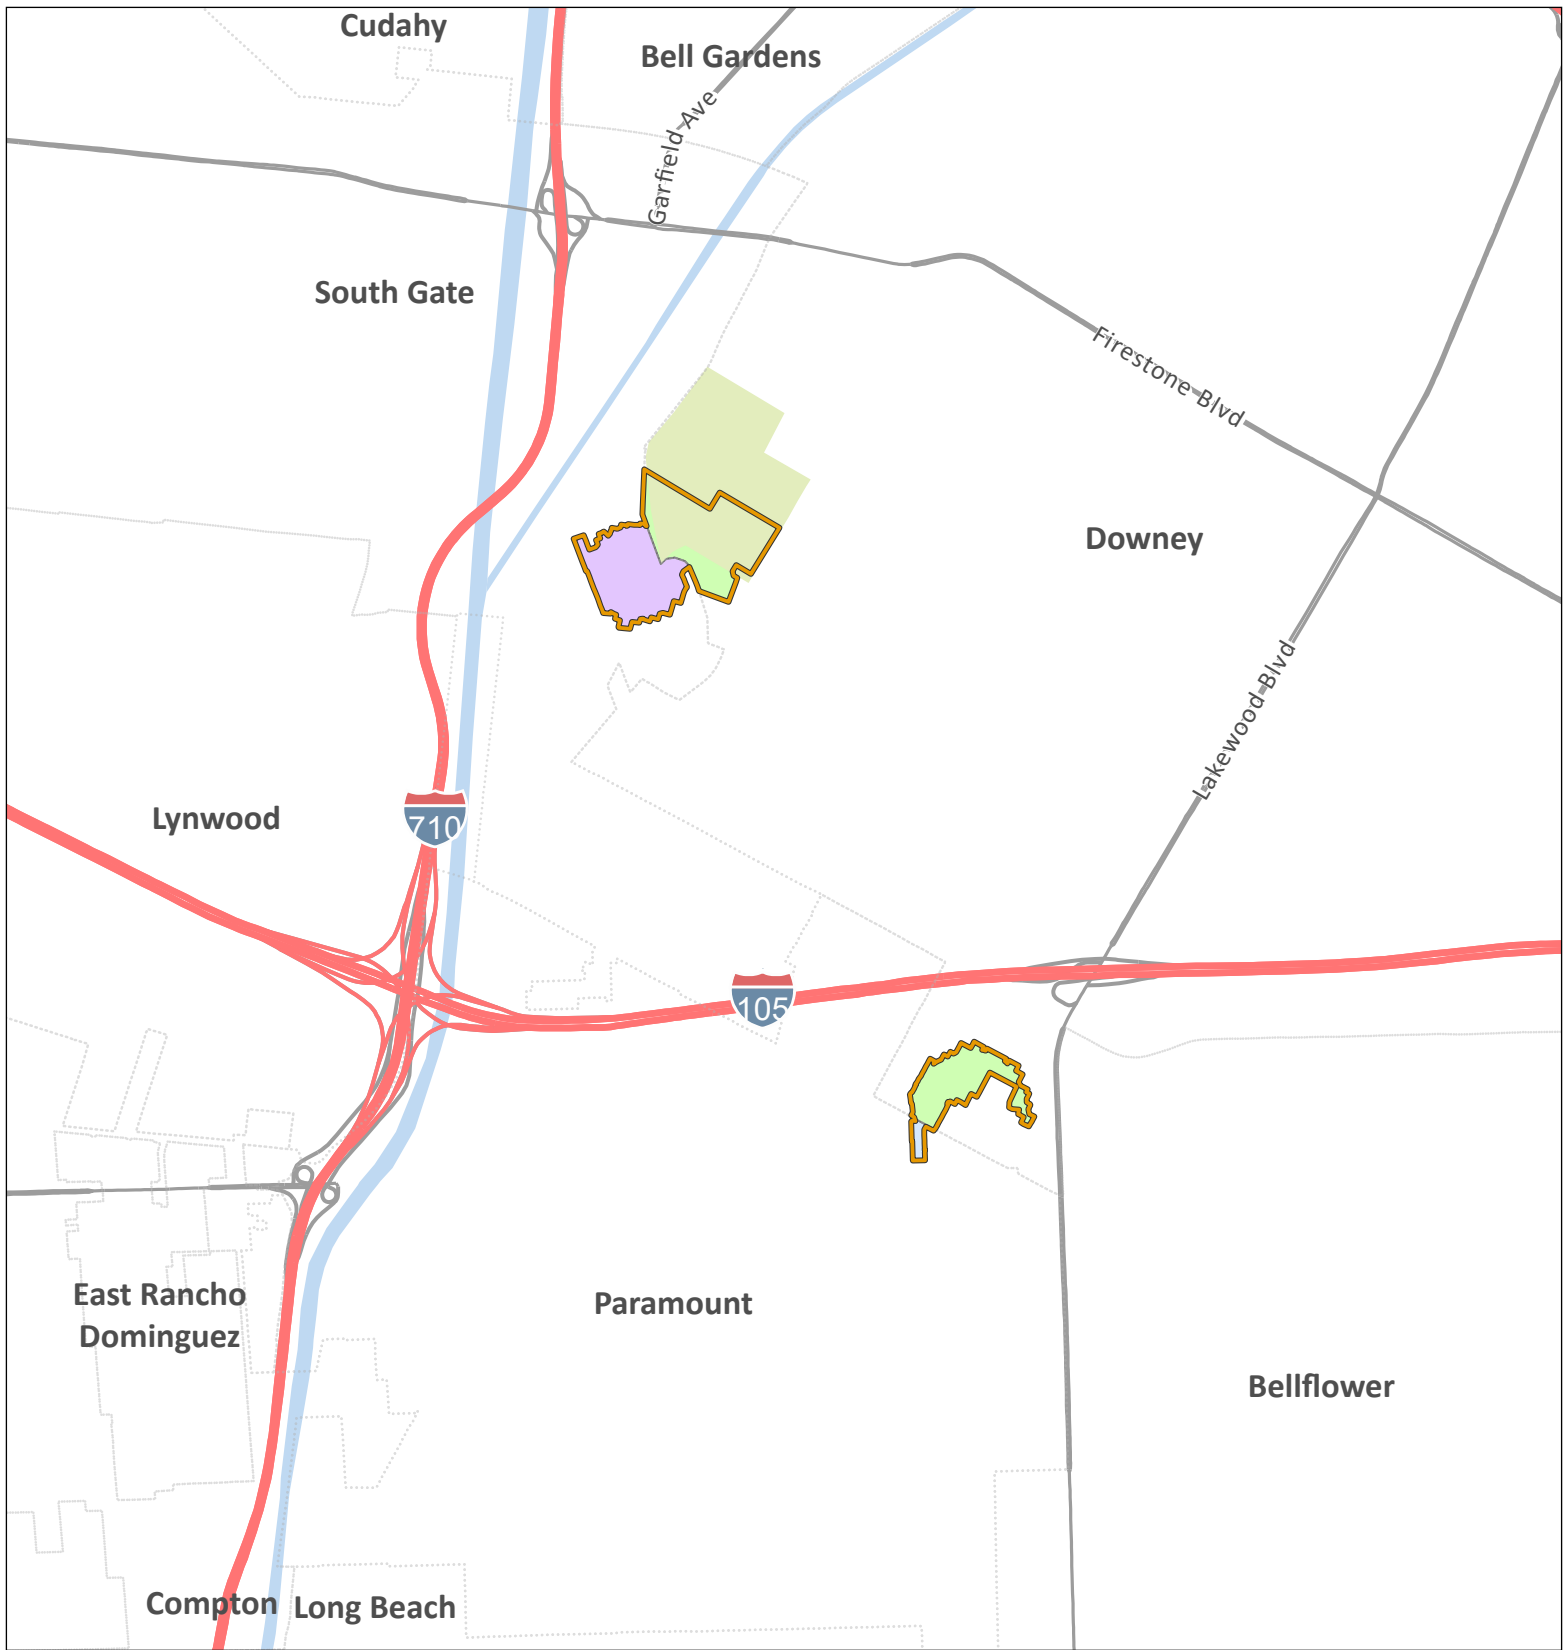 Cudahy
Bell Gardens
Garfield Ave
South Gate
Firestone Blvd
Downey
Lakewood Blvd
Lynwood
710
105
East Rancho
Dominguez
Paramount
Bellflower
Compton
Long Beach